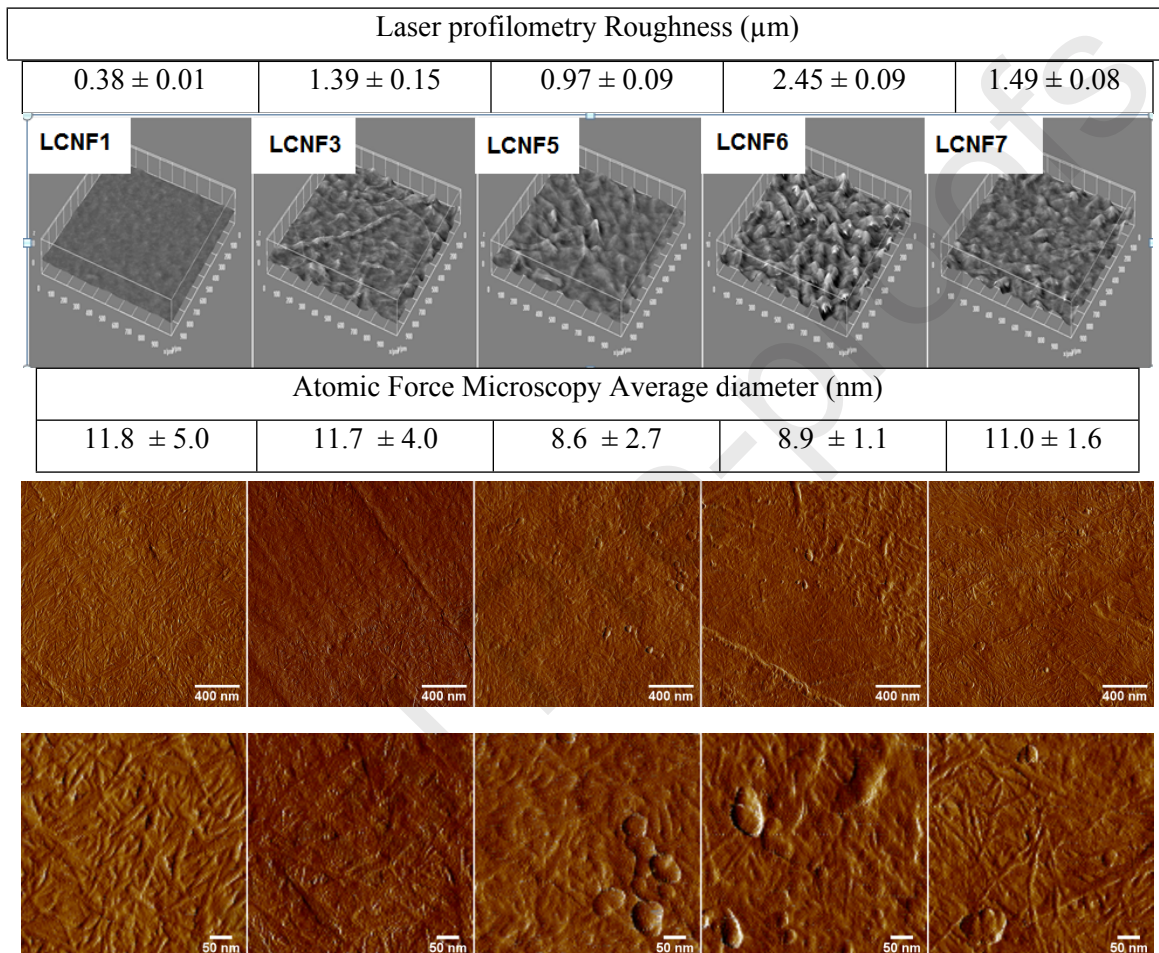 Laser profilometry Roughness (µm)
0.38 ± 0.01 1.39 ± 0.15 0.97 ± 0.09 2.45 ± 0.09 1.49 ± 0.08
LCNF1 LCNF3 LCNF5 LCNF6 LCNF7
Atomic Force Microscopy Average diameter (nm)
11.8 ± 5.0 11.7 ± 4.0 8.6 ± 2.7 8.9 ± 1.1 11.0 ± 1.6
400 nm 400 nm 400 nm 400 nm 400 nm
50 nm 50 nm 50 nm 50 nm 50 nm